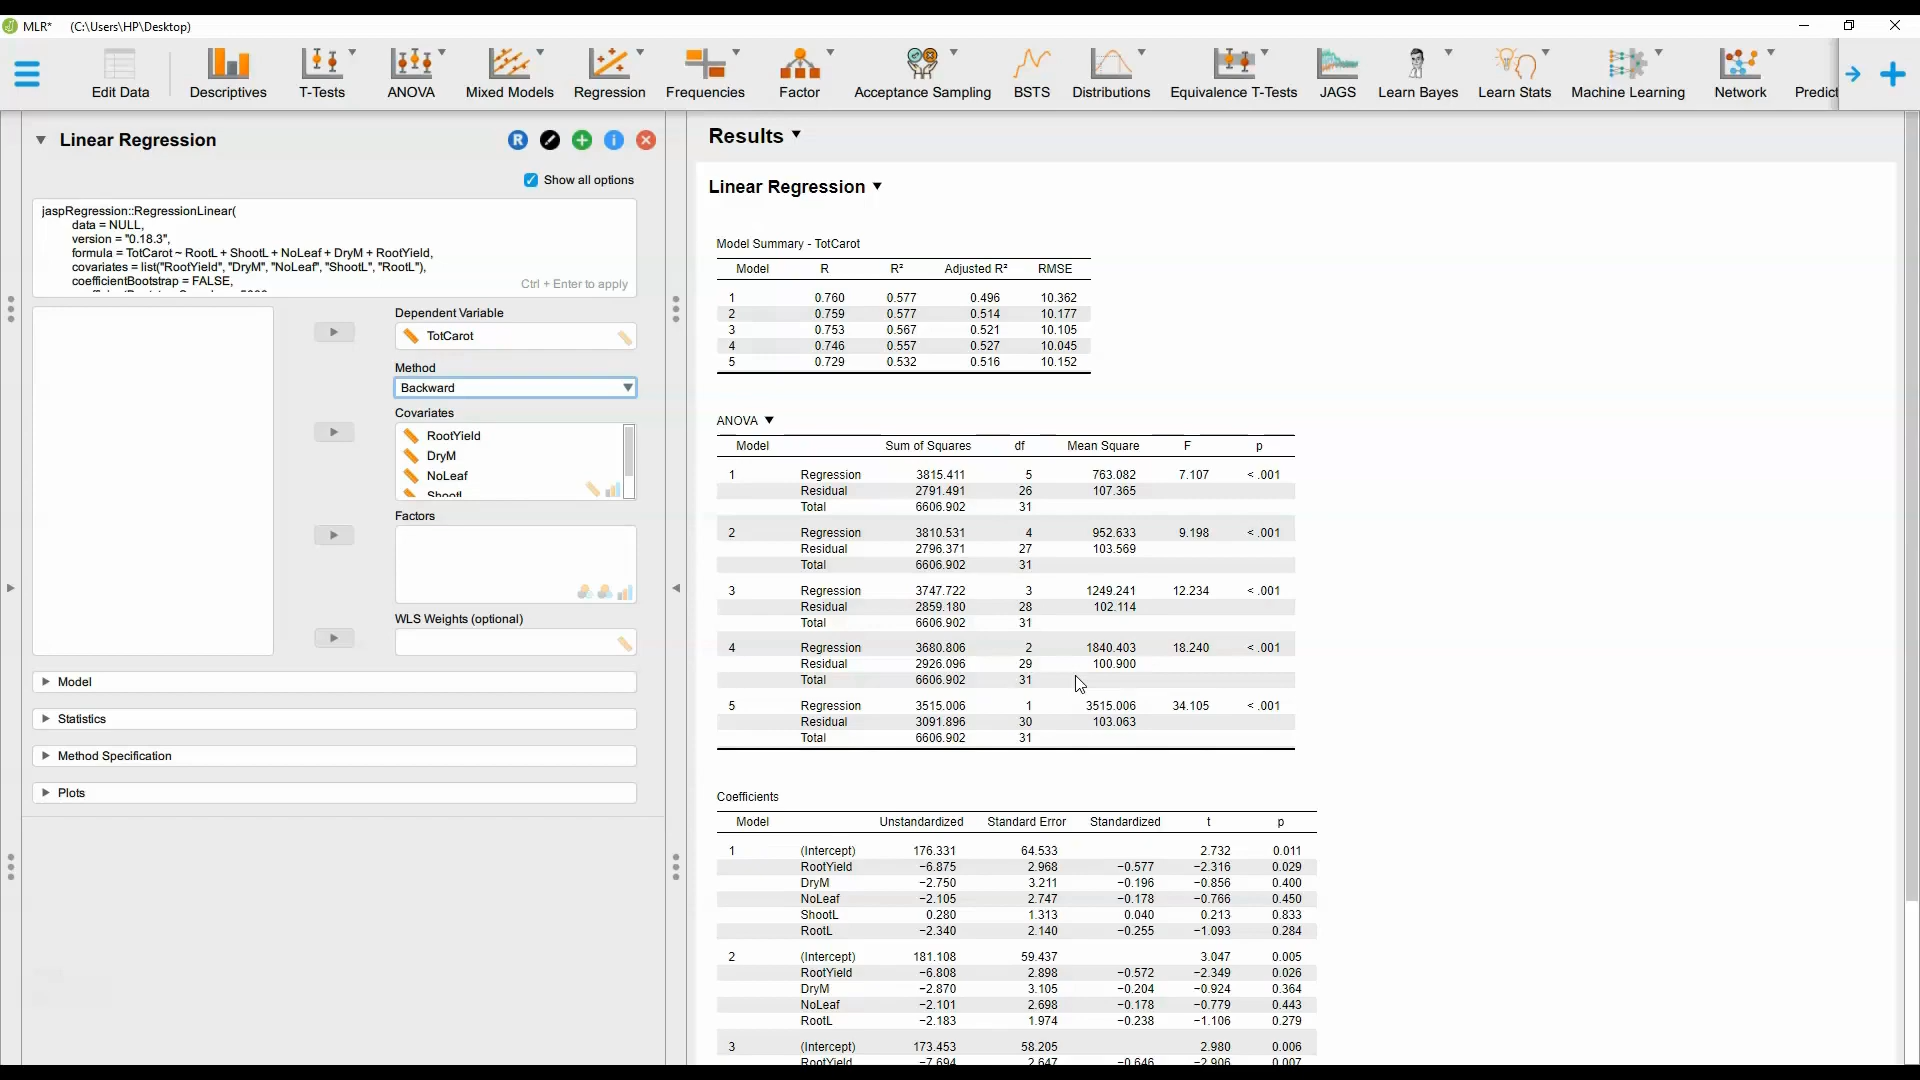 MLR* (C:\Users\HP\Desktop)
Edit Data Descriptives T-Tests ANOVA Mixed Models Regression Frequencies Factor Acceptance Sampling BSTS Distributions Equivalence T-Tests JAGS Learn Bayes Learn Stats Machine Learning Network Predict
Linear Regression
R
i
Show all options
jaspRegression::RegressionLinear(
data = NULL,
version = "0.18.3",
formula = TotCarot ~ RootL + ShootL + NoLeaf + DryM + RootYield,
covariates = list("RootYield", "DryM", "NoLeaf", "ShootL", "RootL"),
coefficientBootstrap = FALSE,
Ctrl + Enter to apply
Dependent Variable
TotCarot
Method
Backward
Covariates
RootYield
DryM
NoLeaf
ShootL
Factors
WLS Weights (optional)
Model
Statistics
Method Specification
Plots
Results
Linear Regression
Model Summary - TotCarot
Model R R² Adjusted R² RMSE
1 0.760 0.577 0.496 10.362
2 0.759 0.577 0.514 10.177
3 0.753 0.567 0.521 10.105
4 0.746 0.557 0.527 10.045
5 0.729 0.532 0.516 10.152
ANOVA
Model Sum of Squares df Mean Square F p
1 Regression 3815.411 5 763.082 7.107 < .001
Residual 2791.491 26 107.365
Total 6606.902 31
2 Regression 3810.531 4 952.633 9.198 < .001
Residual 2796.371 27 103.569
Total 6606.902 31
3 Regression 3747.722 3 1249.241 12.234 < .001
Residual 2859.180 28 102.114
Total 6606.902 31
4 Regression 3680.806 2 1840.403 18.240 < .001
Residual 2926.096 29 100.900
Total 6606.902 31
5 Regression 3515.006 1 3515.006 34.105 < .001
Residual 3091.896 30 103.063
Total 6606.902 31
Coefficients
Model Unstandardized Standard Error Standardized t p
1 (Intercept) 176.331 64.533 2.732 0.011
RootYield −6.875 2.968 −0.577 −2.316 0.029
DryM −2.750 3.211 −0.196 −0.856 0.400
NoLeaf −2.105 2.747 −0.178 −0.766 0.450
ShootL 0.280 1.313 0.040 0.213 0.833
RootL −2.340 2.140 −0.255 −1.093 0.284
2 (Intercept) 181.108 59.437 3.047 0.005
RootYield −6.808 2.898 −0.572 −2.349 0.026
DryM −2.870 3.105 −0.204 −0.924 0.364
NoLeaf −2.101 2.698 −0.178 −0.779 0.443
RootL −2.183 1.974 −0.238 −1.106 0.279
3 (Intercept) 173.453 58.205 2.980 0.006
RootYield −7.694 2.647 −0.646 −2.906 0.007